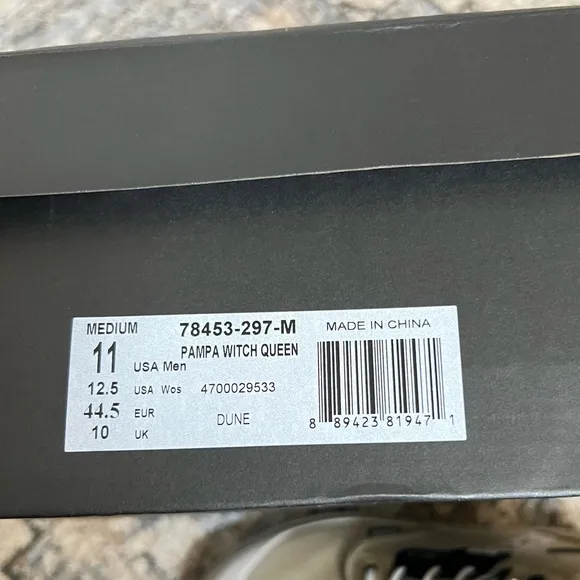 MEDIUM 78453-297-M MADE IN CHINA
11 USA Men PAMPA WITCH QUEEN
12.5 USA Wos 4700029533
44.5 EUR
10 UK DUNE
8 89423 81947 1